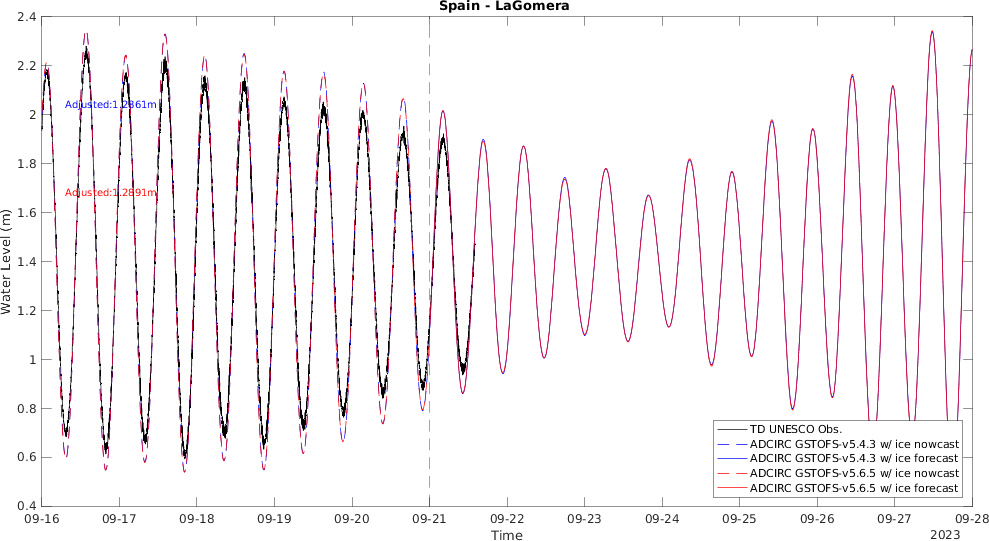 Spain - LaGomera
2.4
2.2
2
1.8
1.6
1.4
1.2
1
0.8
0.6
0.4
Water Level (m)
Adjusted:1.2861m
Adjusted:1.2891m
TD UNESCO Obs.
ADCIRC GSTOFS-v5.4.3 w/ ice nowcast
ADCIRC GSTOFS-v5.4.3 w/ ice forecast
ADCIRC GSTOFS-v5.6.5 w/ ice nowcast
ADCIRC GSTOFS-v5.6.5 w/ ice forecast
09-16 09-17 09-18 09-19 09-20 09-21 09-22 09-23 09-24 09-25 09-26 09-27 09-28
Time
2023